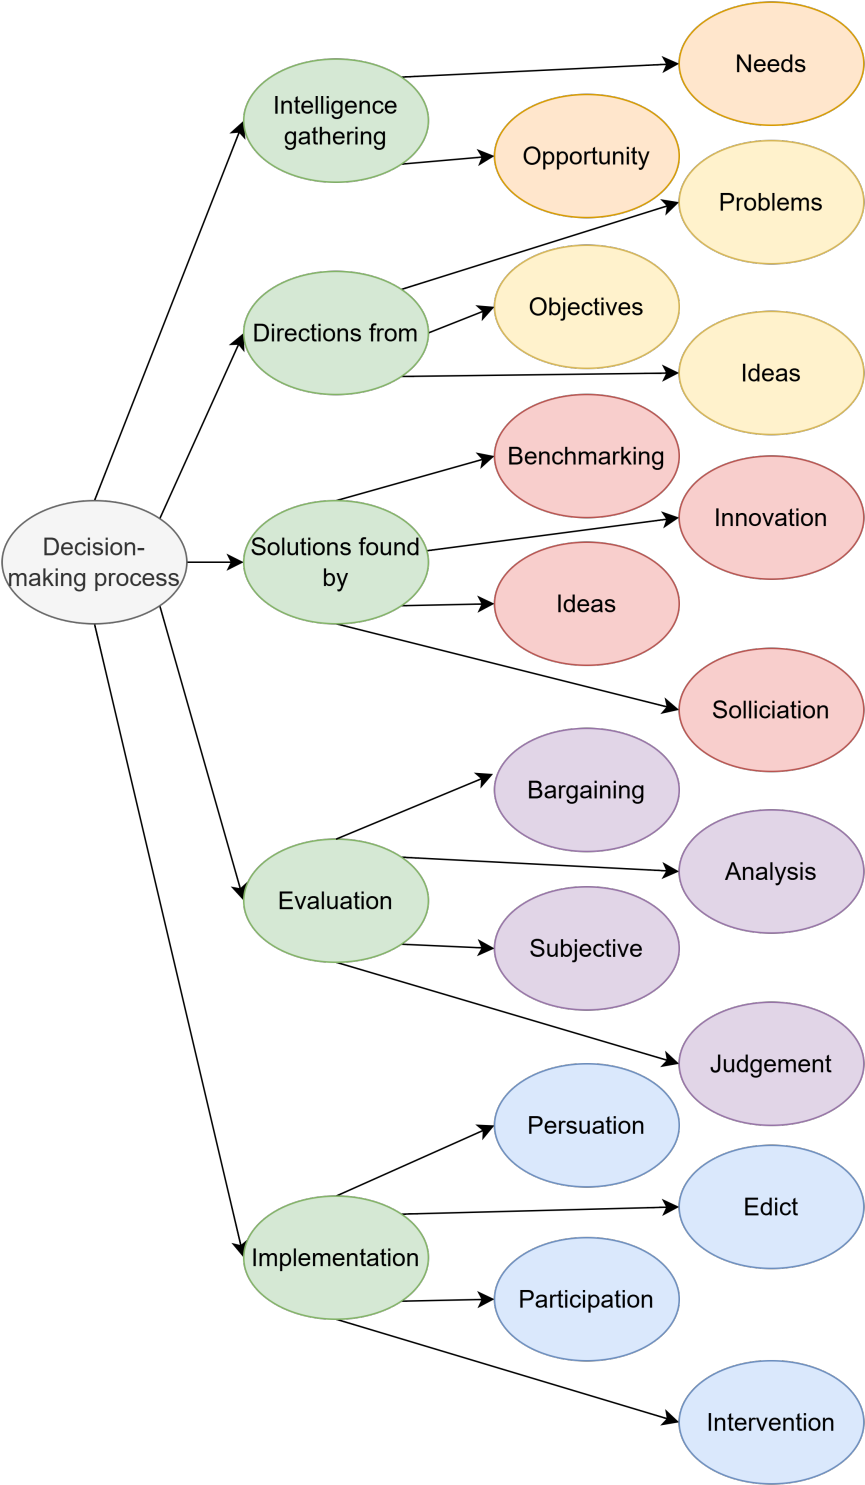 Needs
Intelligence
gathering
Opportunity
Problems
Objectives
Directions from
Ideas
Benchmarking
Innovation
Decision-
making process
Solutions found
by
Ideas
Solliciation
Bargaining
Analysis
Evaluation
Subjective
Judgement
Persuation
Edict
Implementation
Participation
Intervention